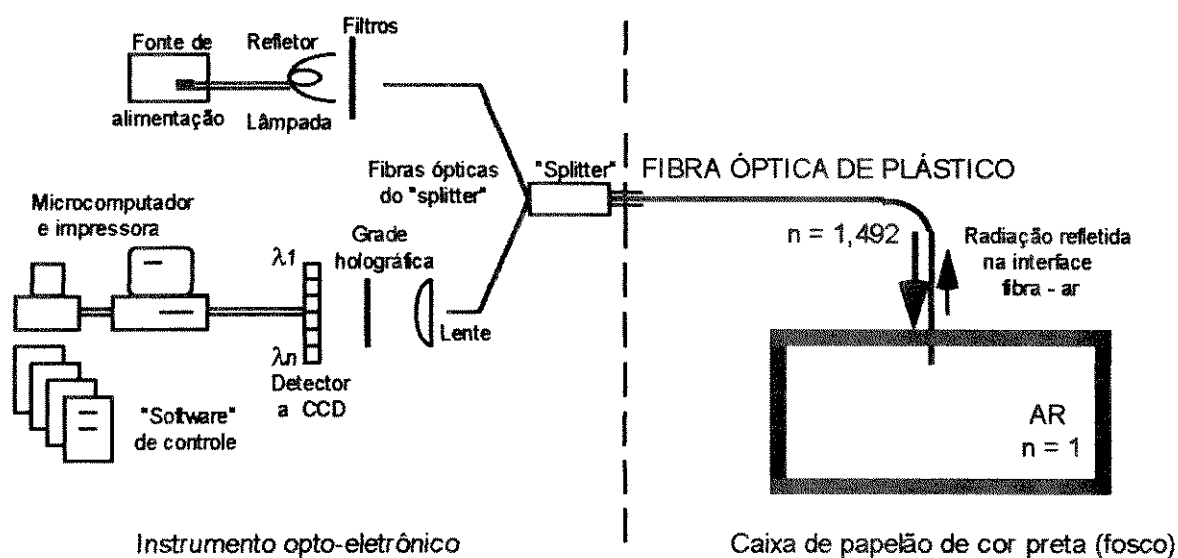 Fonte de
alimentação
Refletor
Lâmpada
Filtros
Fibras ópticas
do "splitter"
"Splitter"
FIBRA ÓPTICA DE PLÁSTICO
n = 1,492
Radiação refletida
na interface
fibra - ar
Microcomputador
e impressora
λ1
λn
Grade
holográfica
Lente
Detector
a CCD
"Software"
de controle
AR
n = 1
Instrumento opto-eletrônico
Caixa de papelão de cor preta (fosco)